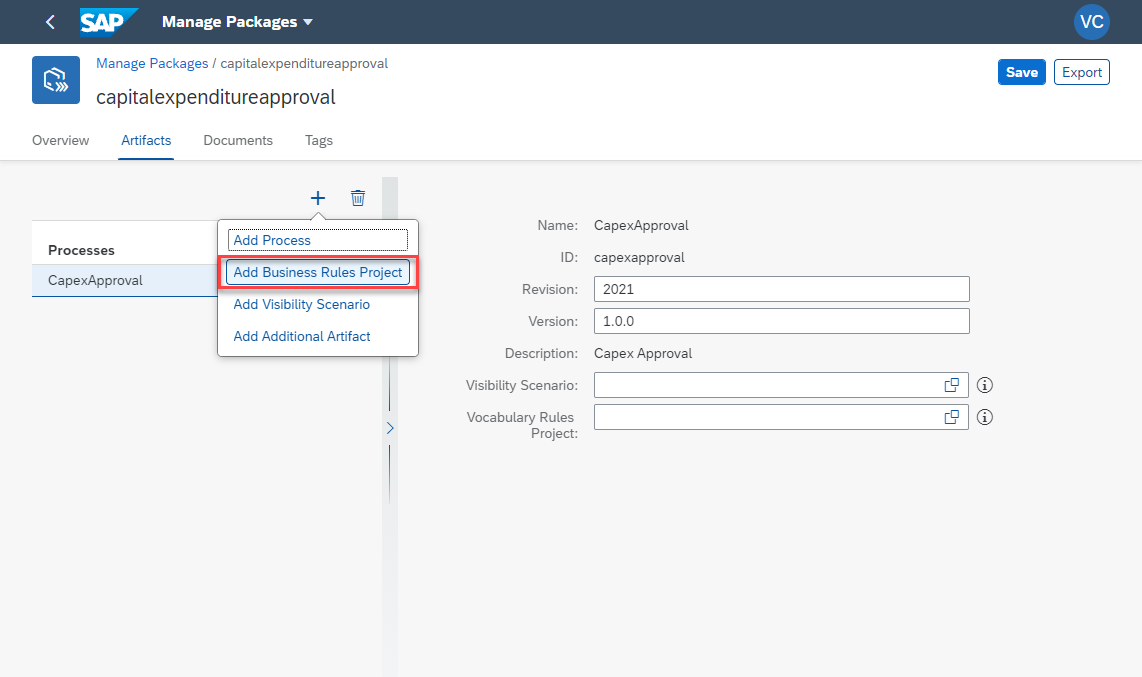 SAP Manage Packages
VC
Manage Packages / capitalexpenditureapproval
capitalexpenditureapproval
Save Export
Overview Artifacts Documents Tags
Processes
CapexApproval
Add Process
Add Business Rules Project
Add Visibility Scenario
Add Additional Artifact
Name: CapexApproval
ID: capexapproval
Revision: 2021
Version: 1.0.0
Description: Capex Approval
Visibility Scenario:
Vocabulary Rules
Project: